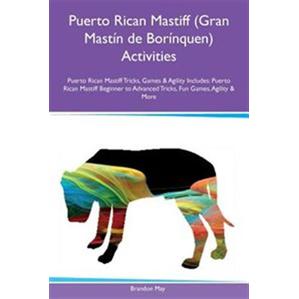 Puerto Rican Mastiff (Gran
Mastín de Borínquen)
Activities
Puerto Rican Mastiff Tricks, Games & Agility Includes: Puerto
Rican Mastiff Beginner to Advanced Tricks, Fun Games, Agility &
More
Brandon May